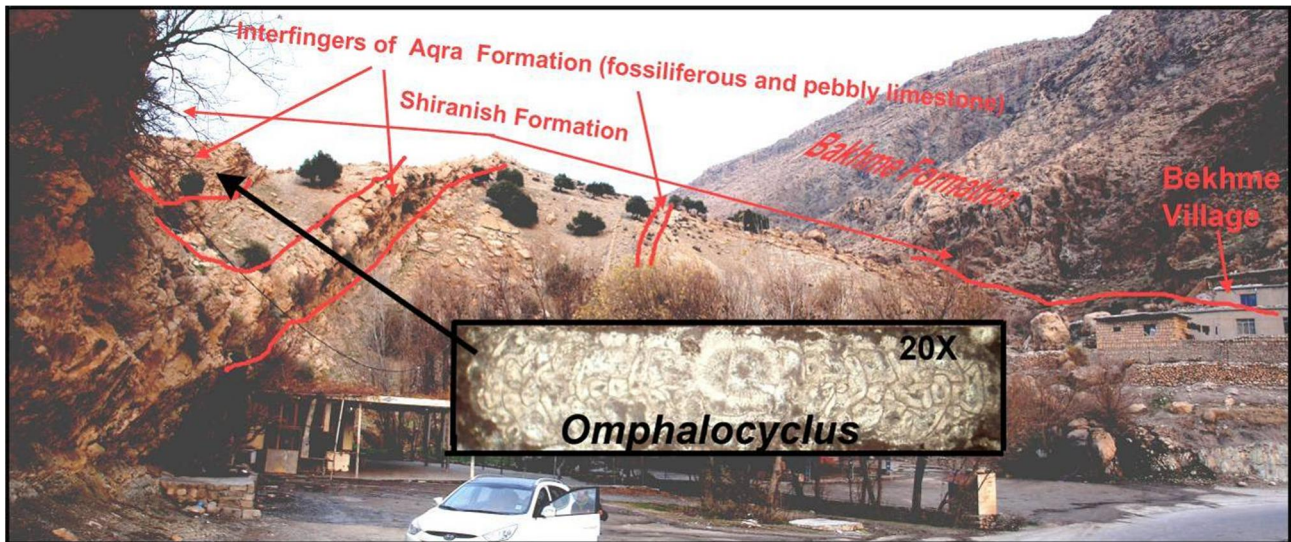 Interfingers of Aqra Formation (fossiliferous and pebbly limestone)
Shiranish Formation
Bakhme Formation
Bekhme
Village
20X
Omphalocyclus